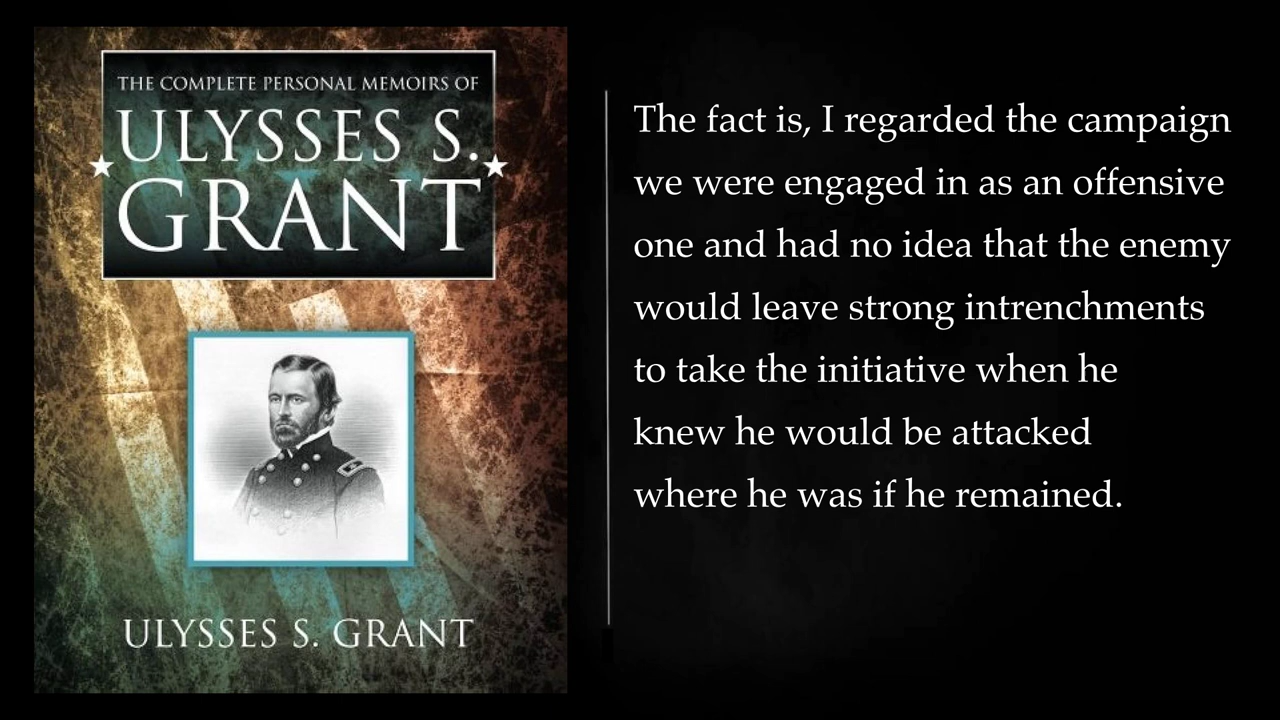 THE COMPLETE PERSONAL MEMOIRS OF
ULYSSES S.
GRANT
ULYSSES S. GRANT
The fact is, I regarded the campaign
we were engaged in as an offensive
one and had no idea that the enemy
would leave strong intrenchments
to take the initiative when he
knew he would be attacked
where he was if he remained.